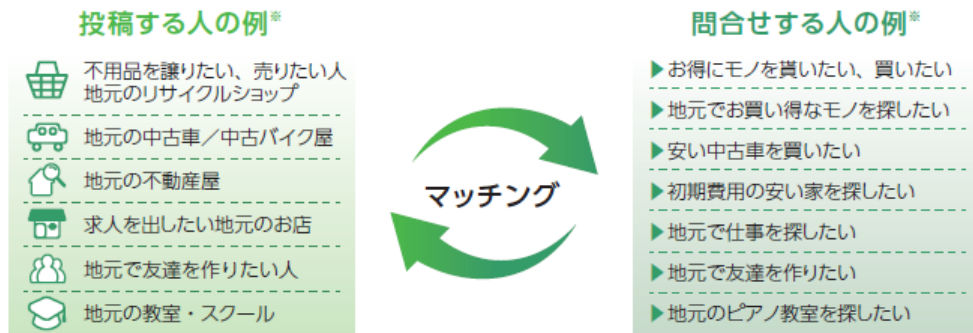 投稿する人の例※
不用品を譲りたい、売りたい人
地元のリサイクルショップ
地元の中古車／中古バイク屋
地元の不動産屋
求人を出したい地元のお店
地元で友達を作りたい人
地元の教室・スクール
マッチング
問合せする人の例※
▶お得にモノを貰いたい、買いたい
▶地元でお買い得なモノを探したい
▶安い中古車を買いたい
▶初期費用の安い家を探したい
▶地元で仕事を探したい
▶地元で友達を作りたい
▶地元のピアノ教室を探したい